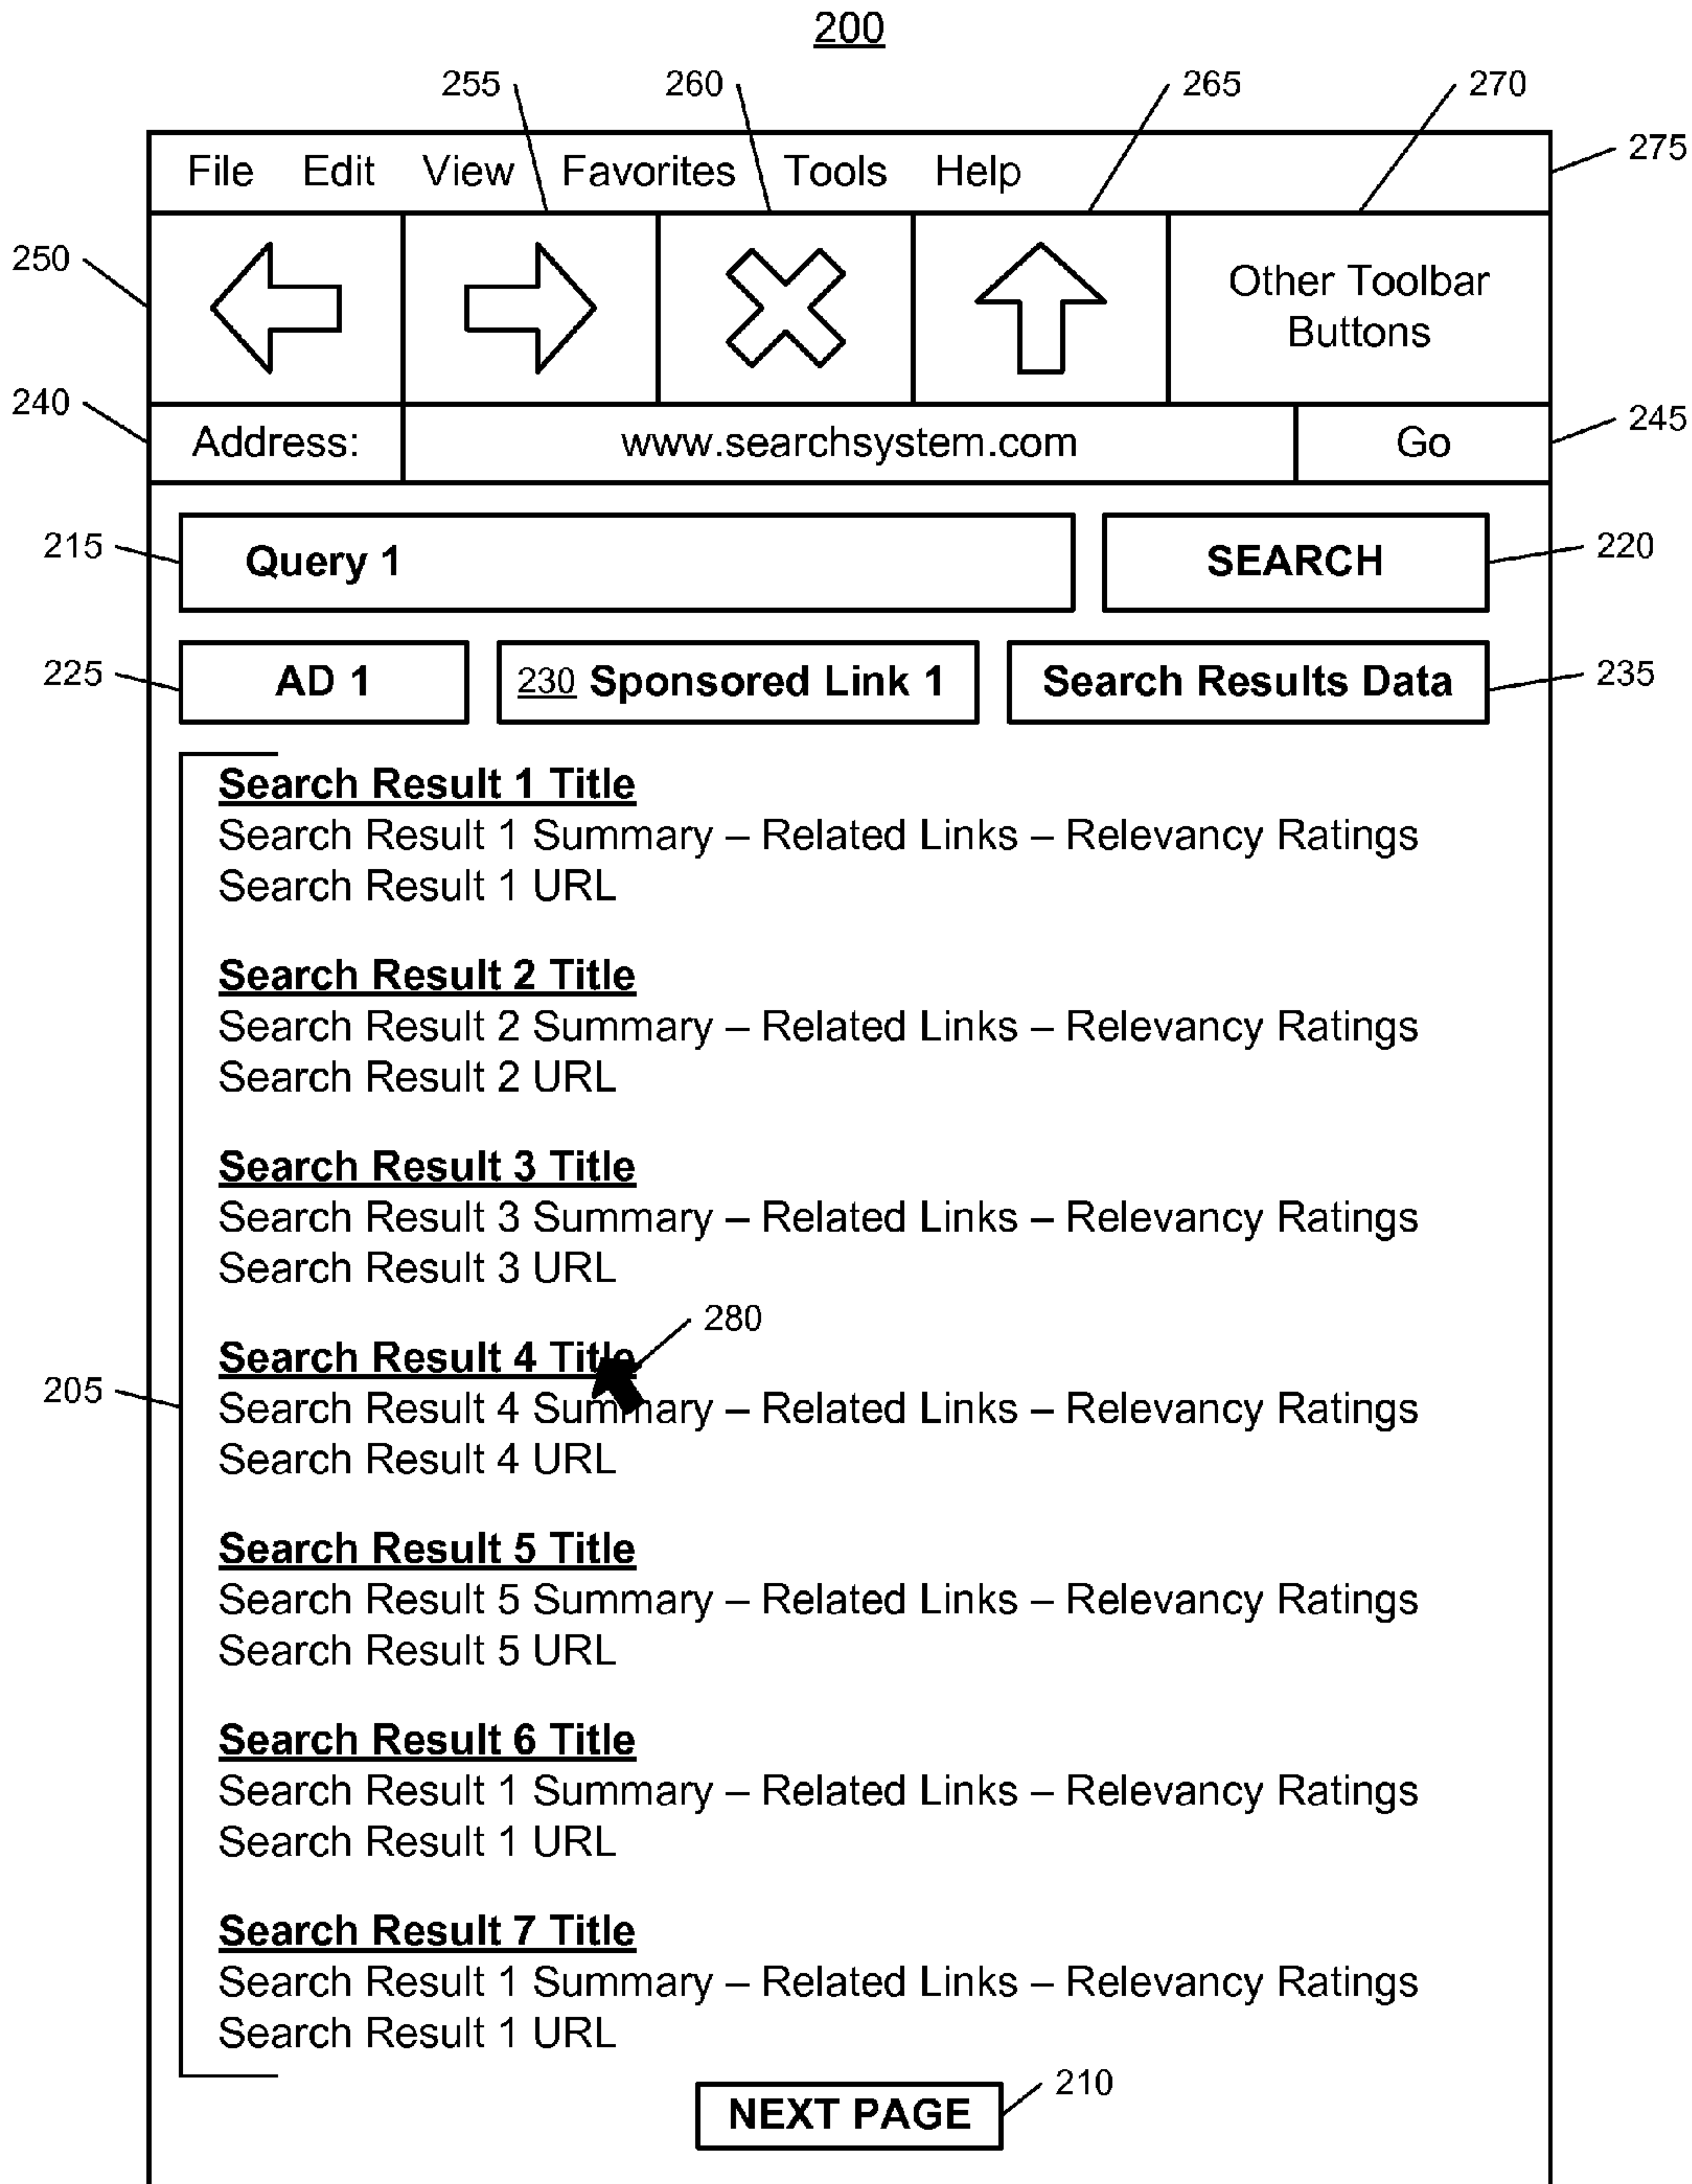 200
255 260 265 270
File Edit View Favorites Tools Help 275
250
Other Toolbar
Buttons
240 Address: www.searchsystem.com Go 245
215 Query 1 SEARCH 220
225 AD 1 230 Sponsored Link 1 Search Results Data 235
Search Result 1 Title
Search Result 1 Summary – Related Links – Relevancy Ratings
Search Result 1 URL
Search Result 2 Title
Search Result 2 Summary – Related Links – Relevancy Ratings
Search Result 2 URL
Search Result 3 Title
Search Result 3 Summary – Related Links – Relevancy Ratings
Search Result 3 URL
280
Search Result 4 Title
205 Search Result 4 Summary – Related Links – Relevancy Ratings
Search Result 4 URL
Search Result 5 Title
Search Result 5 Summary – Related Links – Relevancy Ratings
Search Result 5 URL
Search Result 6 Title
Search Result 1 Summary – Related Links – Relevancy Ratings
Search Result 1 URL
Search Result 7 Title
Search Result 1 Summary – Related Links – Relevancy Ratings
Search Result 1 URL
NEXT PAGE 210